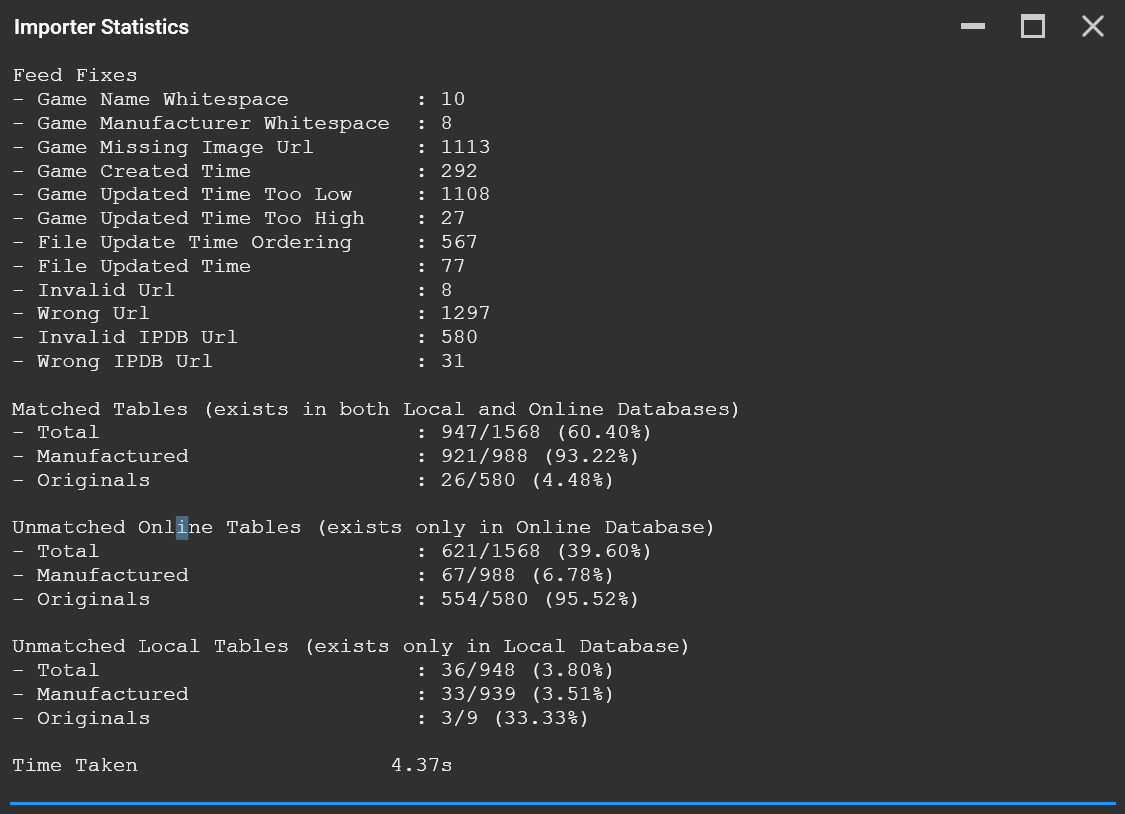 Importer Statistics
Feed Fixes
- Game Name Whitespace : 10
- Game Manufacturer Whitespace : 8
- Game Missing Image Url : 1113
- Game Created Time : 292
- Game Updated Time Too Low : 1108
- Game Updated Time Too High : 27
- File Update Time Ordering : 567
- File Updated Time : 77
- Invalid Url : 8
- Wrong Url : 1297
- Invalid IPDB Url : 580
- Wrong IPDB Url : 31
Matched Tables (exists in both Local and Online Databases)
- Total : 947/1568 (60.40%)
- Manufactured : 921/988 (93.22%)
- Originals : 26/580 (4.48%)
Unmatched Online Tables (exists only in Online Database)
- Total : 621/1568 (39.60%)
- Manufactured : 67/988 (6.78%)
- Originals : 554/580 (95.52%)
Unmatched Local Tables (exists only in Local Database)
- Total : 36/948 (3.80%)
- Manufactured : 33/939 (3.51%)
- Originals : 3/9 (33.33%)
Time Taken 4.37s